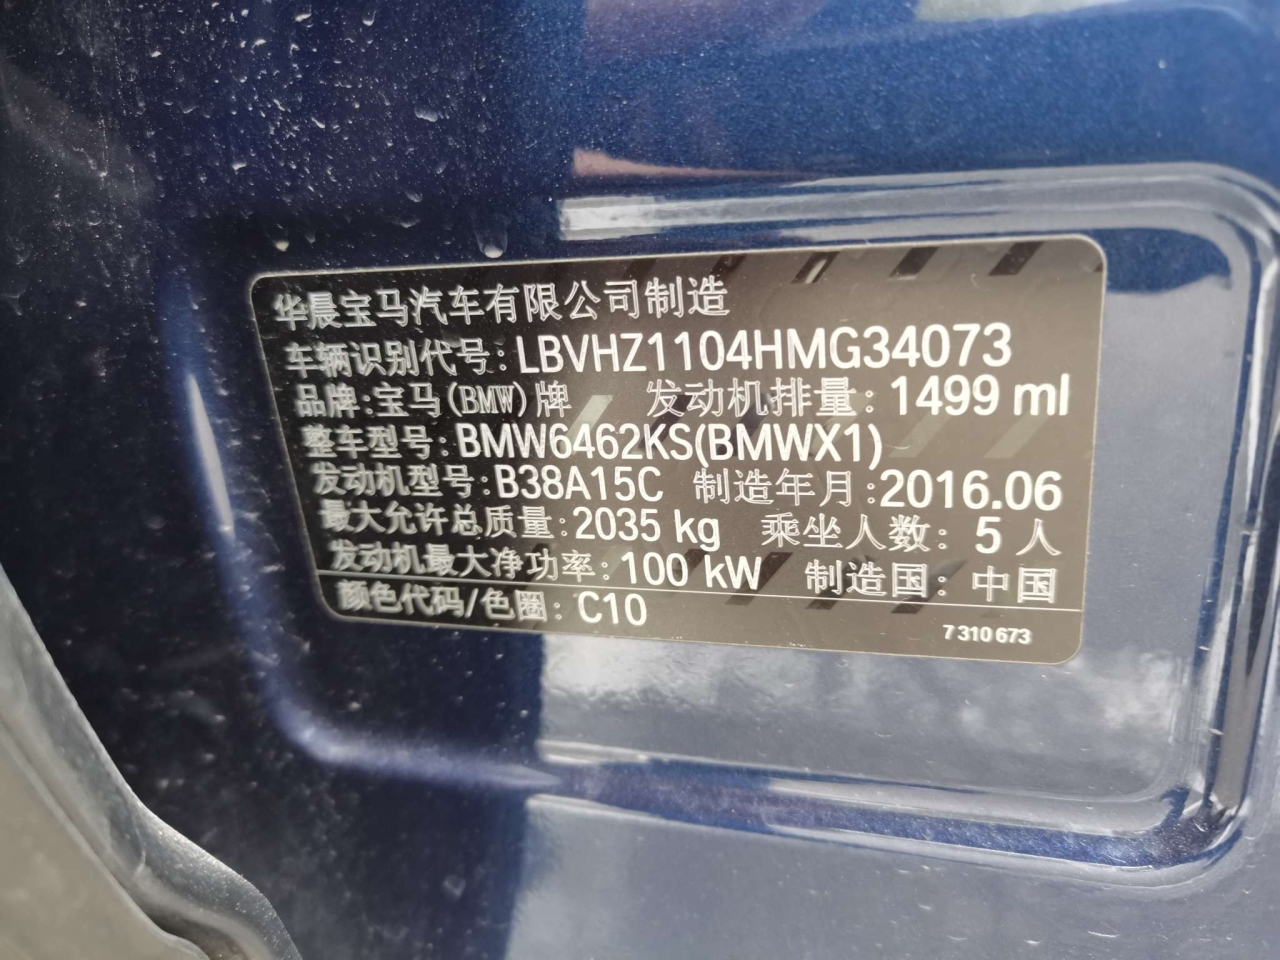 华晨宝马汽车有限公司制造
车辆识别代号:LBVHZ1104HMG34073
品牌:宝马(BMW)牌 发动机排量:1499 ml
整车型号:BMW6462KS(BMWX1)
发动机型号:B38A15C 制造年月:2016.06
最大允许总质量:2035 kg 乘坐人数: 5 人
发动机最大净功率:100 kW 制造国: 中国
颜色代码/色圈: C10
7 310 673